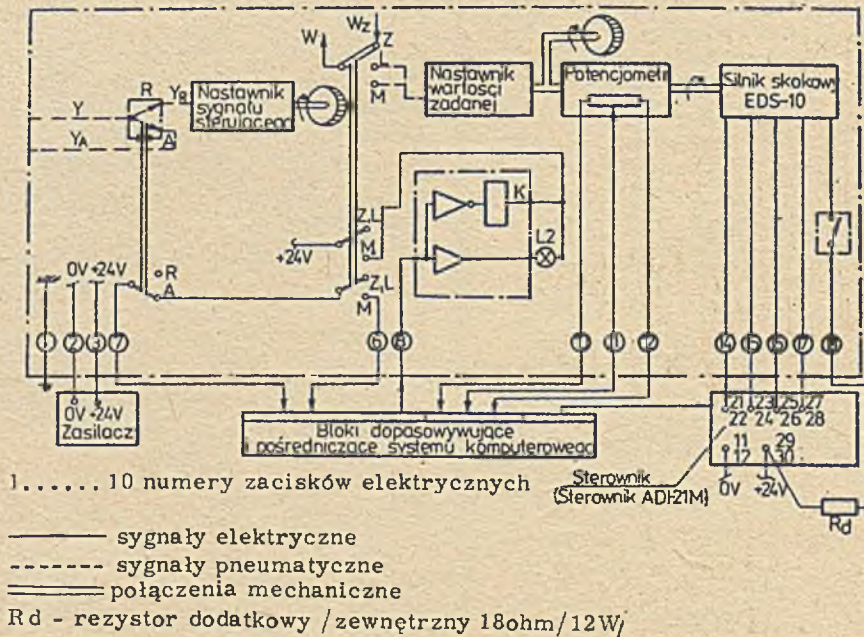 W
Wz
Z
L
M
R
Y
YR
YA
A
Nastawnik
sygnału
sterującego
Nastawnik
wartości
zadanej
Potencjometr
Silnik skokowy
EDS-10
K
L2
Z,L
M
+24V
Z,L
M
0V +24V
R
A
1 2 3 7 6 8 11 12 14 15 16 17 18
0V +24V
Zasilacz
Bloki dopasowywujące
i pośredniczące systemu komputerowego
21 23 25 27
22 24 26 28
11 29
12 30
0V +24V
Sterownik
(Sterownik ADI-21M)
Rd
1...... 10 numery zacisków elektrycznych
sygnały elektryczne
sygnały pneumatyczne
połączenia mechaniczne
Rd - rezystor dodatkowy /zewnętrzny 18ohm/12W/